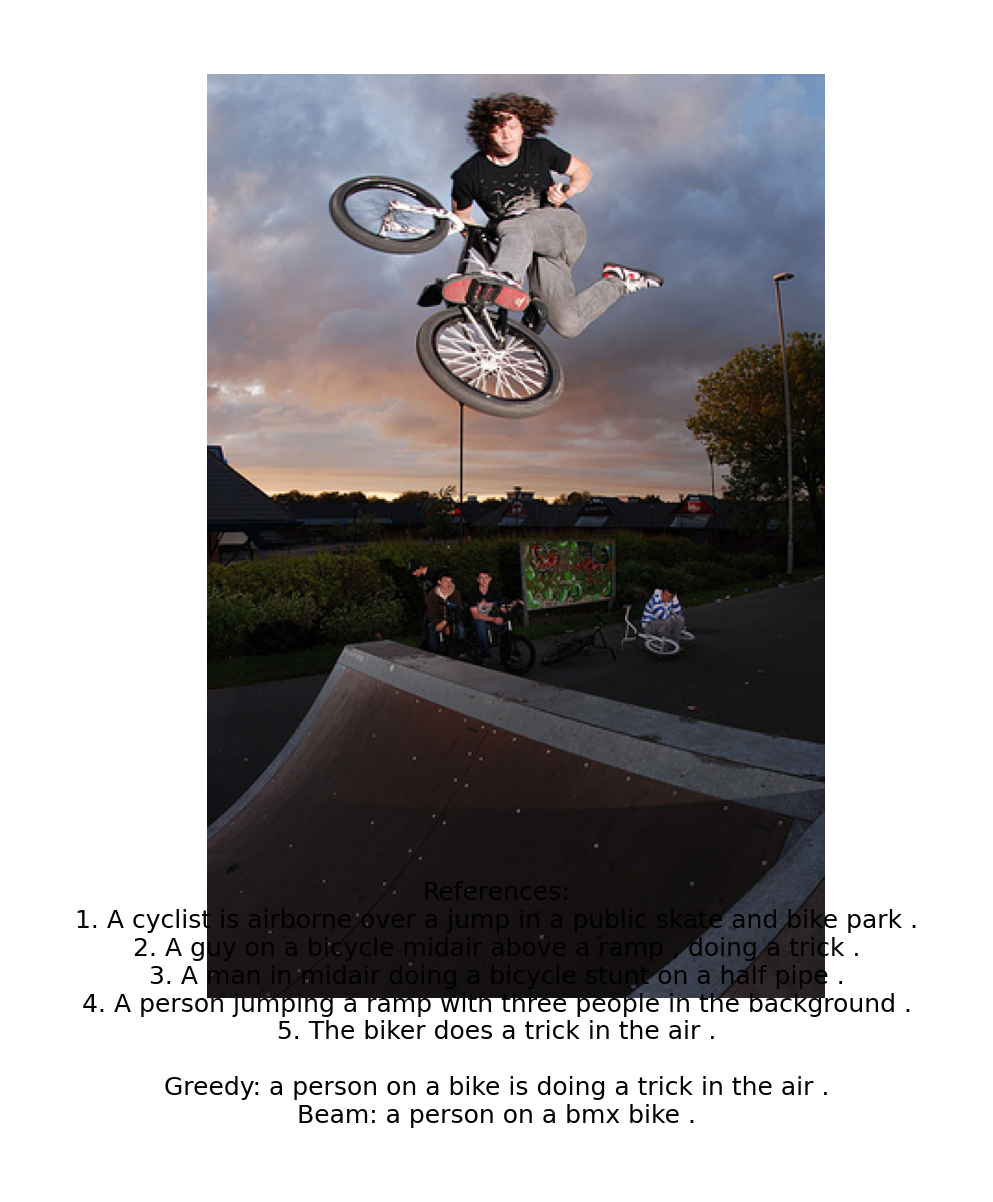 References:
1. A cyclist is airborne over a jump in a public skate and bike park .
2. A guy on a bicycle midair above a ramp , doing a trick .
3. A man in midair doing a bicycle stunt on a half pipe .
4. A person jumping a ramp with three people in the background .
5. The biker does a trick in the air .
Greedy: a person on a bike is doing a trick in the air .
Beam: a person on a bmx bike .